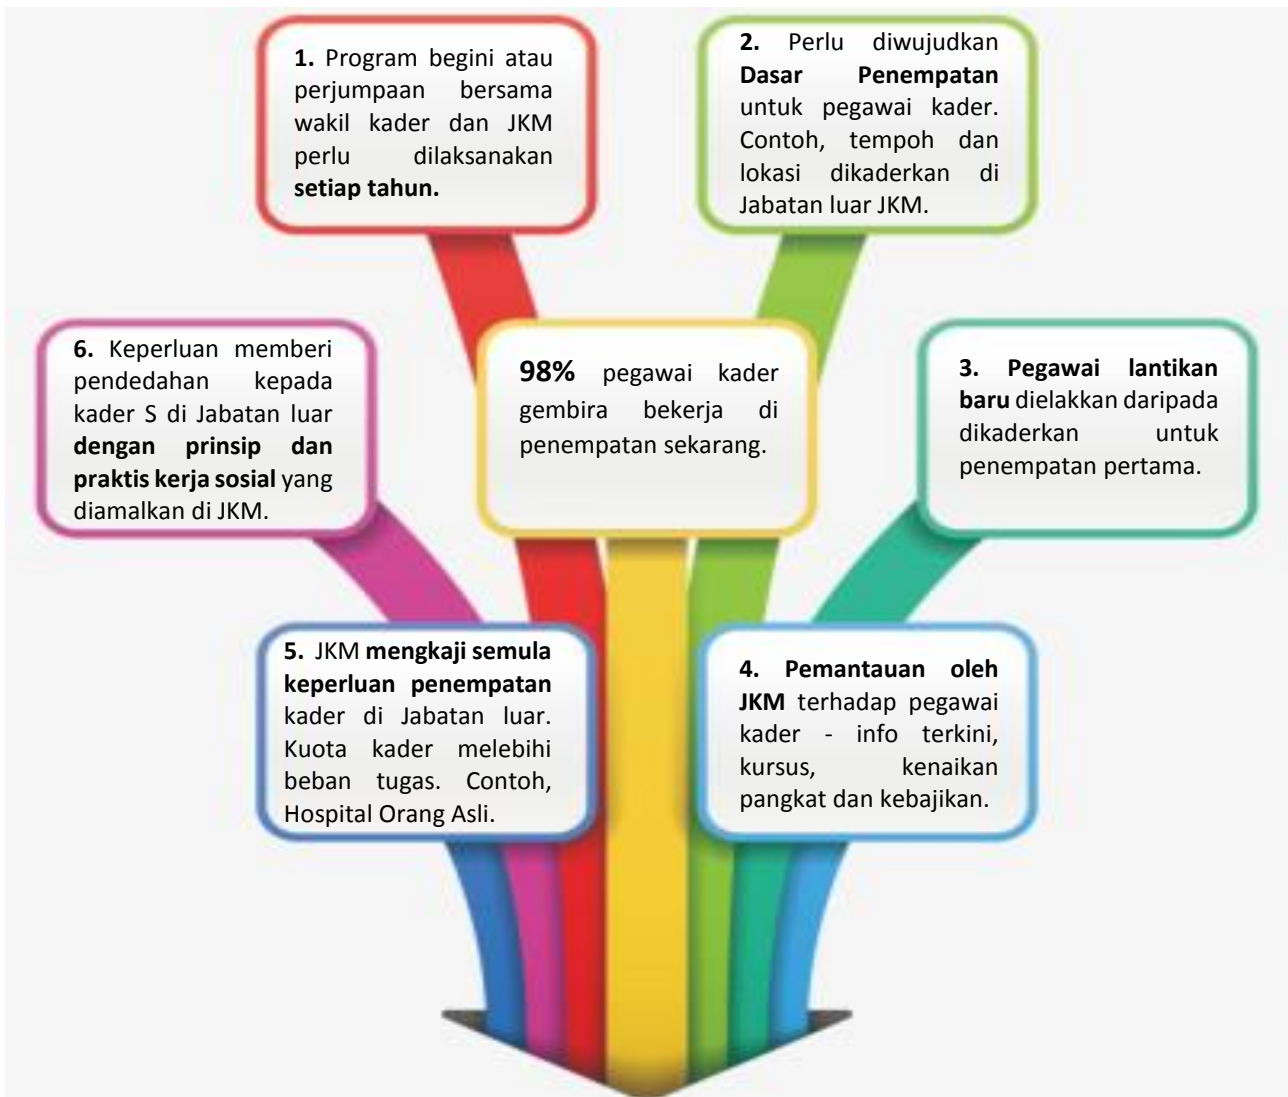 1. Program begini atau
perjumpaan bersama
wakil kader dan JKM
perlu dilaksanakan
setiap tahun.
2. Perlu diwujudkan
Dasar Penempatan
untuk pegawai kader.
Contoh, tempoh dan
lokasi dikaderkan di
Jabatan luar JKM.
6. Keperluan memberi
pendedahan kepada
kader S di Jabatan luar
dengan prinsip dan
praktis kerja sosial yang
diamalkan di JKM.
98% pegawai kader
gembira bekerja di
penempatan sekarang.
3. Pegawai lantikan
baru dielakkan daripada
dikaderkan untuk
penempatan pertama.
5. JKM mengkaji semula
keperluan penempatan
kader di Jabatan luar.
Kuota kader melebihi
beban tugas. Contoh,
Hospital Orang Asli.
4. Pemantauan oleh
JKM terhadap pegawai
kader - info terkini,
kursus, kenaikan
pangkat dan kebajikan.